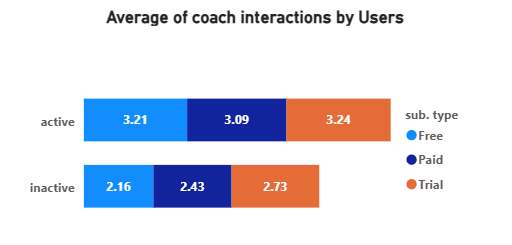 Average of coach interactions by Users
active
3.21 3.09 3.24
sub. type
Free
Paid
Trial
inactive
2.16 2.43 2.73